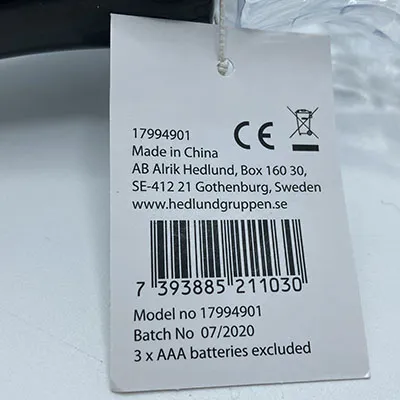 17994901
CE
Made in China
AB Alrik Hedlund, Box 160 30,
SE-412 21 Gothenburg, Sweden
www.hedlundgruppen.se
7 393885 211030
Model no 17994901
Batch No 07/2020
3 x AAA batteries excluded